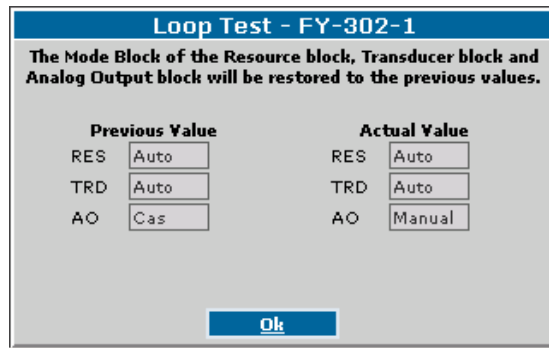 Loop Test - FY-302-1
The Mode Block of the Resource block, Transducer block and
Analog Output block will be restored to the previous values.
Previous Value Actual Value
RES Auto RES Auto
TRD Auto TRD Auto
AO Cas AO Manual
Ok